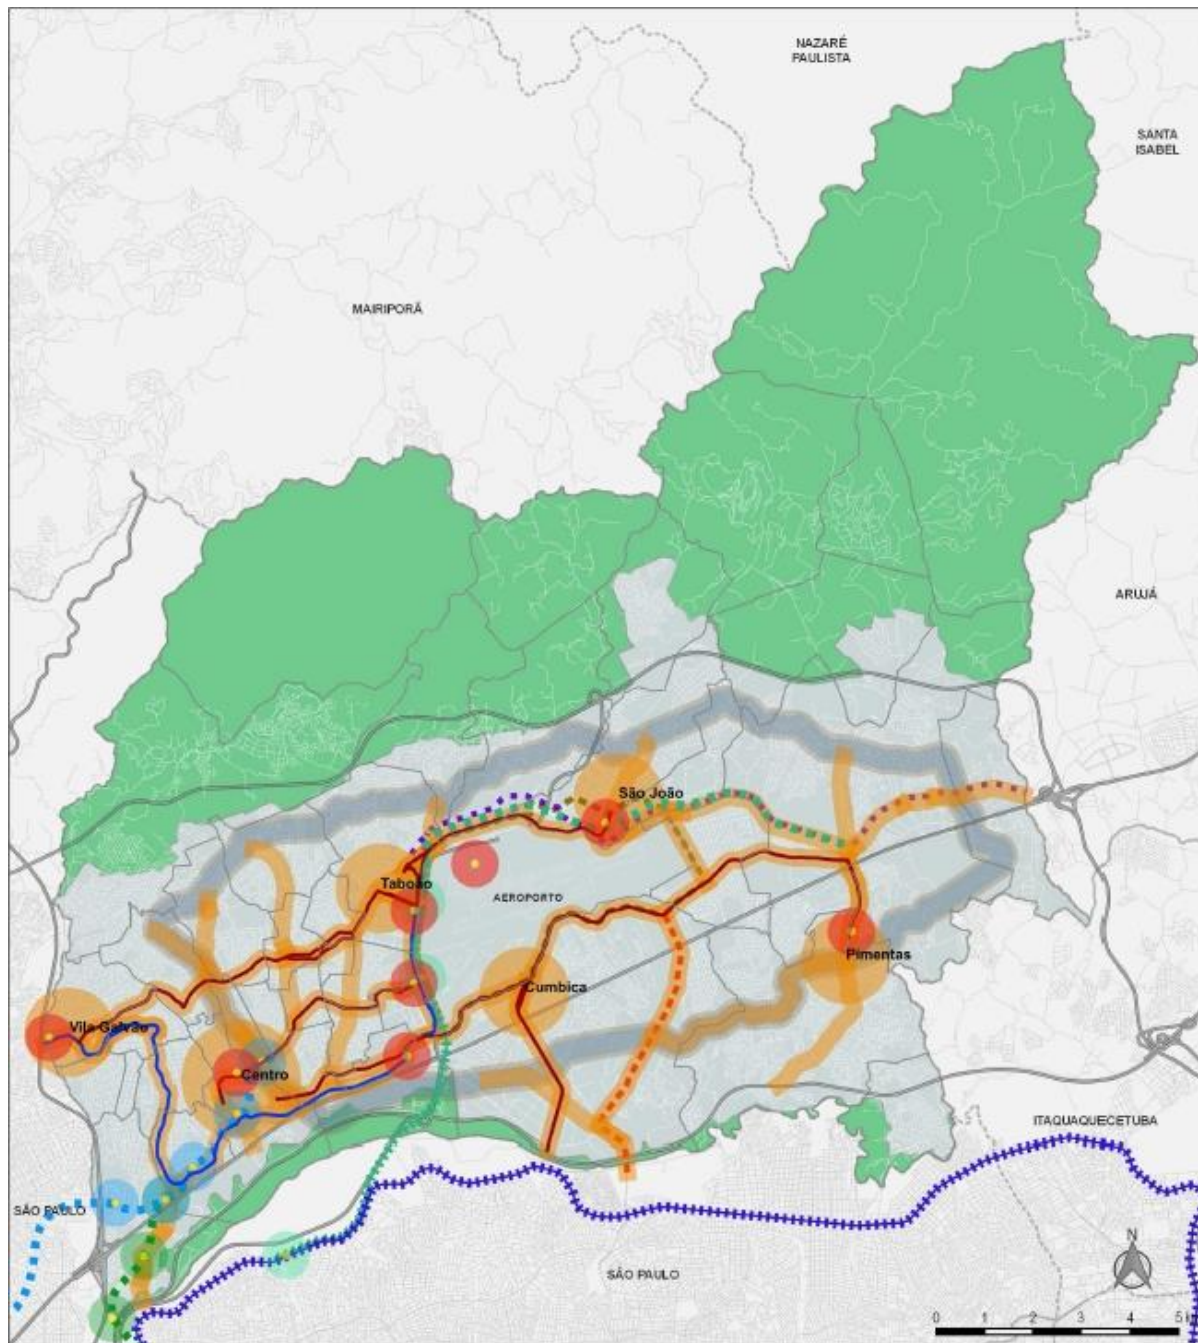 NAZARÉ
PAULISTA
SANTA
ISABEL
MAIRIPORÃ
ARUJÁ
São João
Taboão
AEROPORTO
Pimentas
Cumbica
Vila Galvão
Centro
ITAQUAQUECETUBA
SÃO PAULO
SÃO PAULO
N
0 1 2 3 4 5